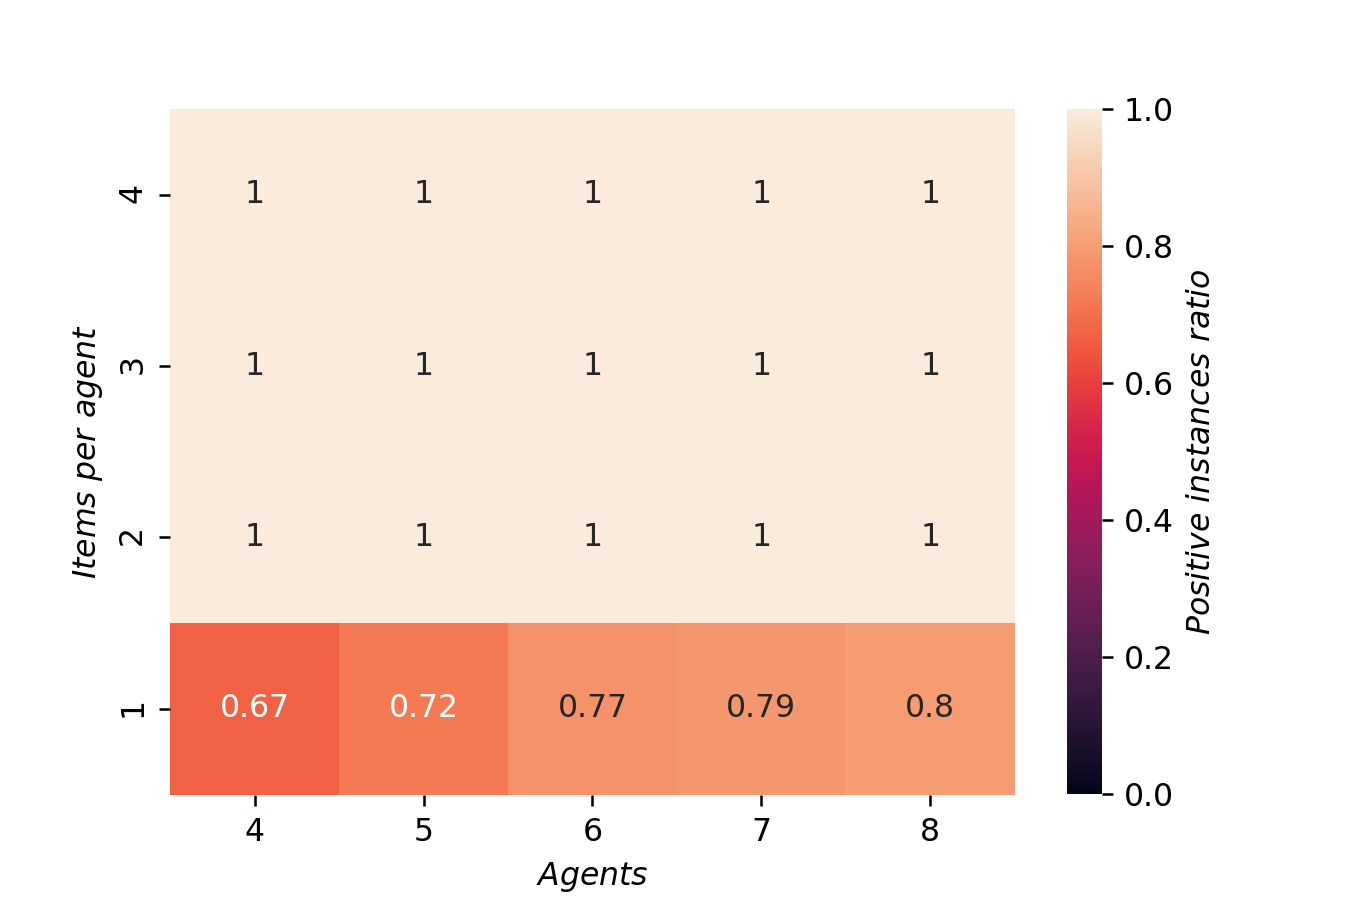 1.0
4 1 1 1 1 1
0.8
3 1 1 1 1 1
0.6
Items per agent
Positive instances ratio
2 1 1 1 1 1
0.4
0.2
1 0.67 0.72 0.77 0.79 0.8
0.0
4 5 6 7 8
Agents